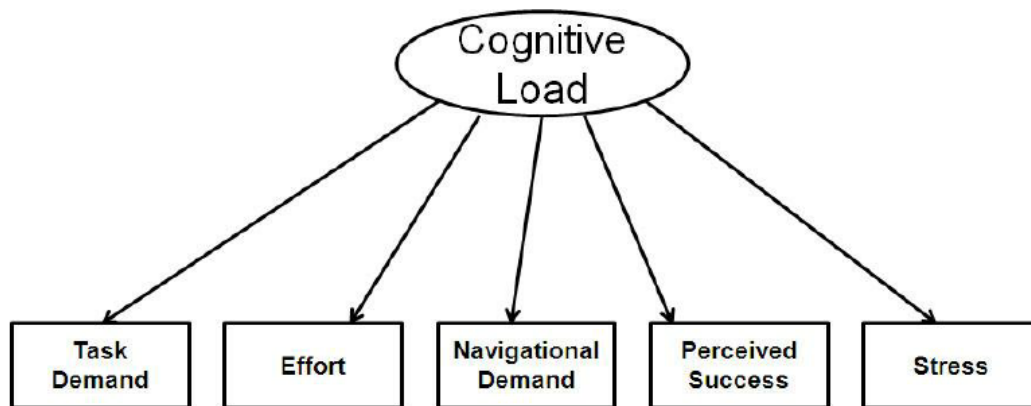 Cognitive
Load
Task
Demand
Effort
Navigational
Demand
Perceived
Success
Stress